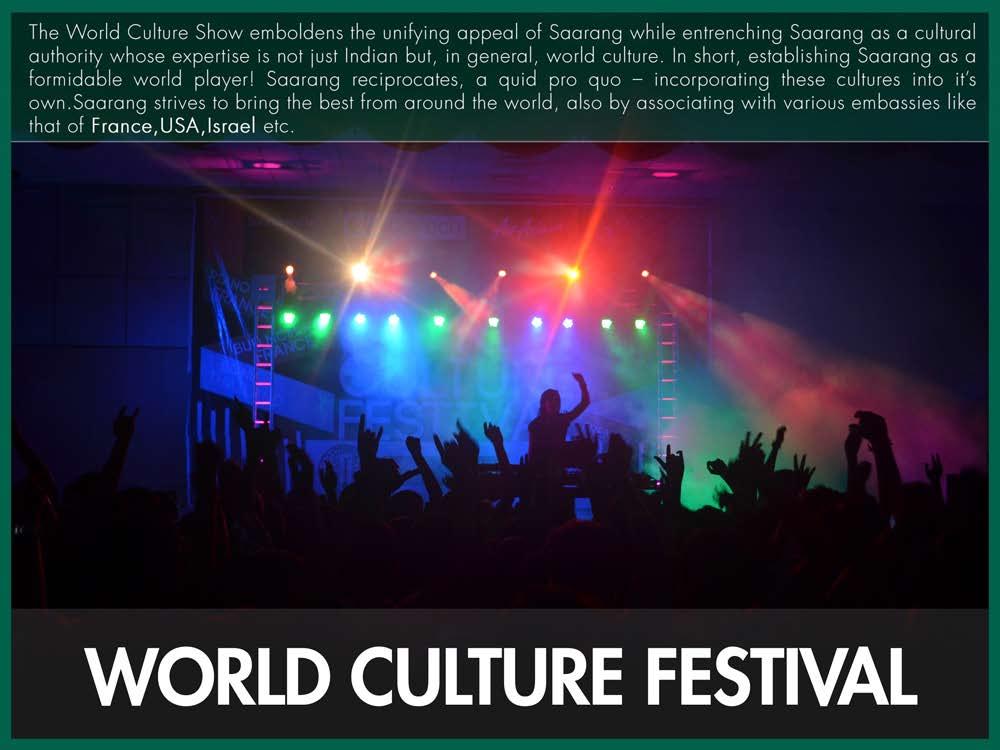 The World Culture Show emboldens the unifying appeal of Saarang while entrenching Saarang as a cultural
authority whose expertise is not just Indian but, in general, world culture. In short, establishing Saarang as a
formidable world player! Saarang reciprocates, a quid pro quo – incorporating these cultures into it's
own.Saarang strives to bring the best from around the world, also by associating with various embassies like
that of France,USA,Israel etc.
CULTURE
FESTIVAL
FRANCE
WORLD CULTURE FESTIVAL